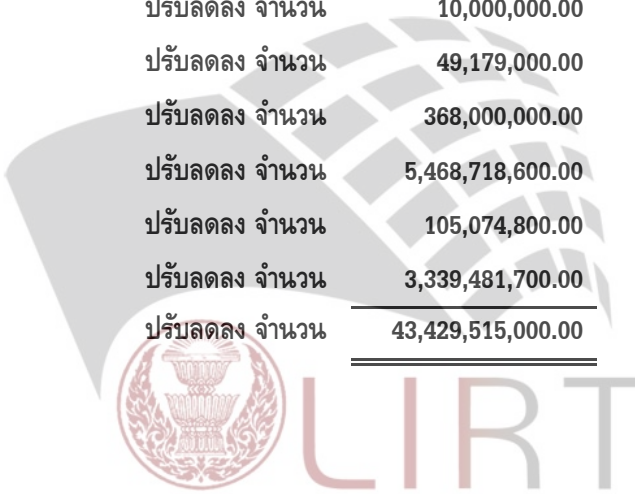 ปรับลดลง จำนวน 10,000,000.00
ปรับลดลง จำนวน 49,179,000.00
ปรับลดลง จำนวน 368,000,000.00
ปรับลดลง จำนวน 5,468,718,600.00
ปรับลดลง จำนวน 105,074,800.00
ปรับลดลง จำนวน 3,339,481,700.00
ปรับลดลง จำนวน 43,429,515,000.00
LIRT